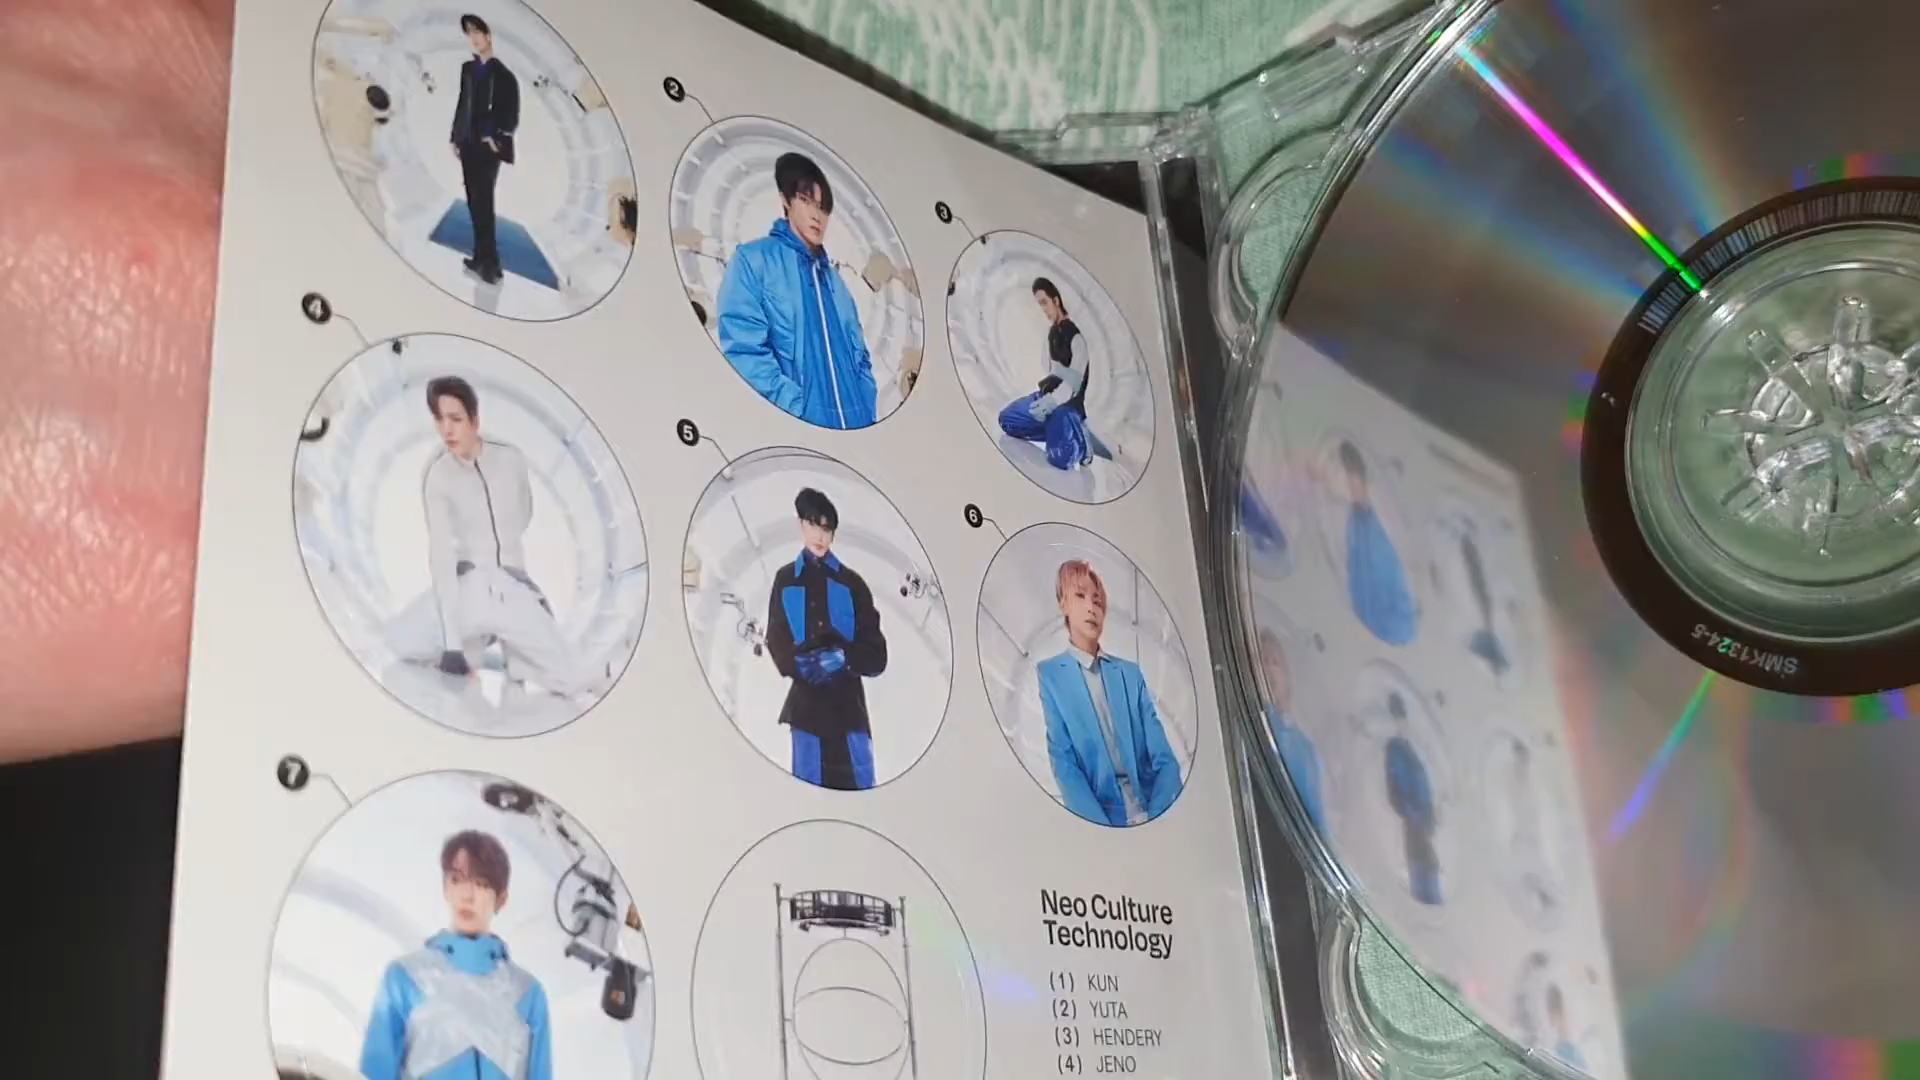 2
3
4
5
6
7
Neo Culture
Technology
(1) KUN
(2) YUTA
(3) HENDERY
(4) JENO
SMK1324-5